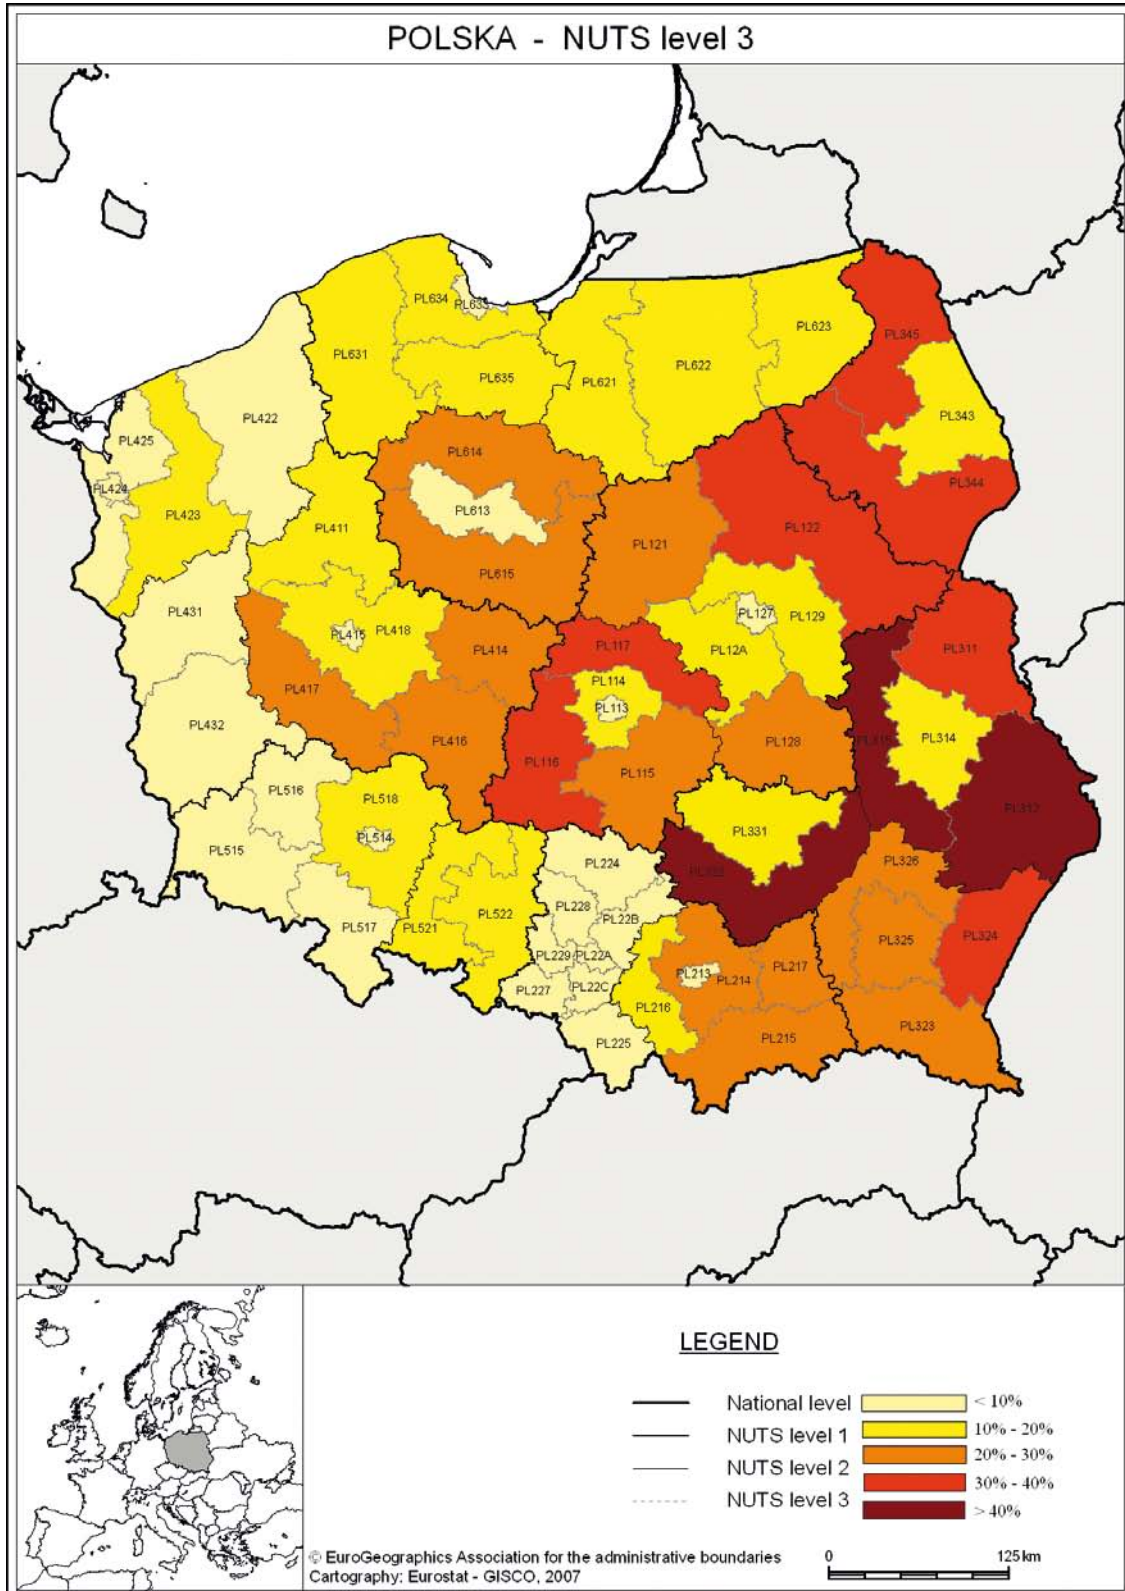 POLSKA - NUTS level 3
PL634
PL633
PL623
PL345
PL631
PL635
PL621
PL622
PL422
PL343
PL425
PL614
PL424
PL344
PL423
PL411
PL613
PL122
PL121
PL615
PL431
PL127
PL129
PL415
PL418
PL117
PL12A
PL311
PL414
PL417
PL114
PL113
PL432
PL416
PL128
PL315
PL314
PL116
PL115
PL516
PL518
PL312
PL514
PL331
PL515
PL224
PL326
PL332
PL228
PL22B
PL517
PL521
PL522
PL324
PL325
PL229
PL22A
PL217
PL213
PL214
PL227
PL22C
PL216
PL323
PL215
PL225
LEGEND
National level < 10%
NUTS level 1 10% - 20%
NUTS level 2 20% - 30%
NUTS level 3 30% - 40%
> 40%
© EuroGeographics Association for the administrative boundaries
Cartography: Eurostat - GISCO, 2007
0 125 km